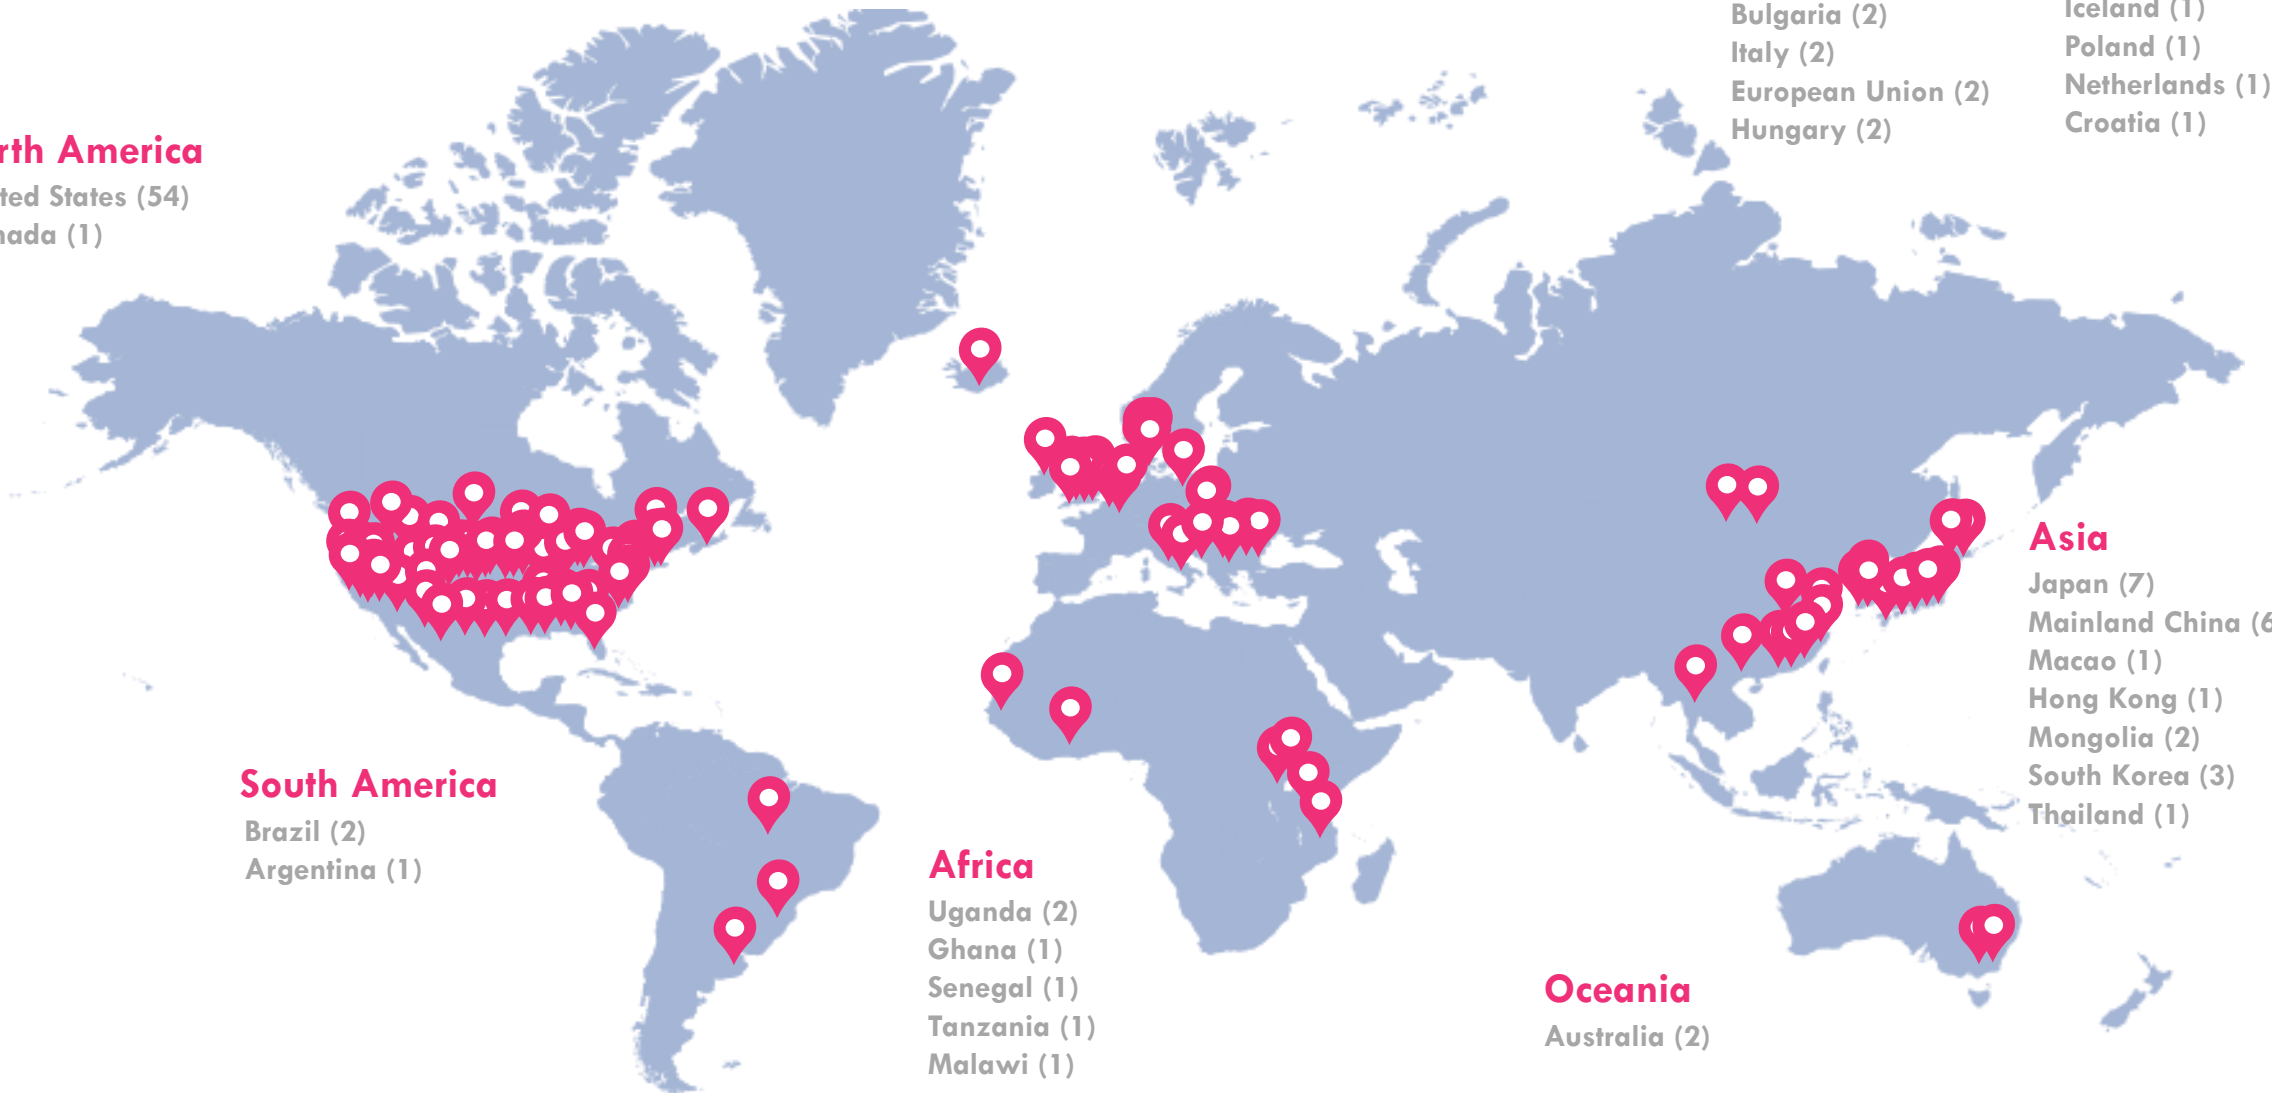 Bulgaria (2)
Italy (2)
European Union (2)
Hungary (2)
Iceland (1)
Poland (1)
Netherlands (1)
Croatia (1)
rth America
ted States (54)
nada (1)
Asia
Japan (7)
Mainland China (6
Macao (1)
Hong Kong (1)
Mongolia (2)
South Korea (3)
Thailand (1)
South America
Brazil (2)
Argentina (1)
Africa
Uganda (2)
Ghana (1)
Senegal (1)
Tanzania (1)
Malawi (1)
Oceania
Australia (2)